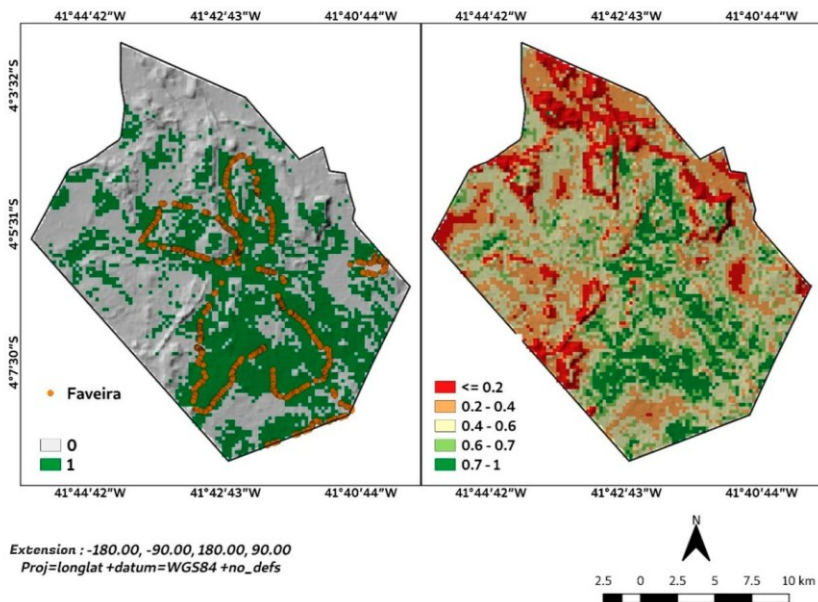 41°44'42"W 41°42'43"W 41°40'44"W 41°44'42"W 41°42'43"W 41°40'44"W
4°3'32"S
4°5'31"S
4°7'30"S
Faveira
0
1
<= 0.2
0.2 - 0.4
0.4 - 0.6
0.6 - 0.7
0.7 - 1
41°44'42"W 41°42'43"W 41°40'44"W 41°44'42"W 41°42'43"W 41°40'44"W
Extension : -180.00, -90.00, 180.00, 90.00
Proj=longlat +datum=WGS84 +no_defs
N
2.5 0 2.5 5 7.5 10 km